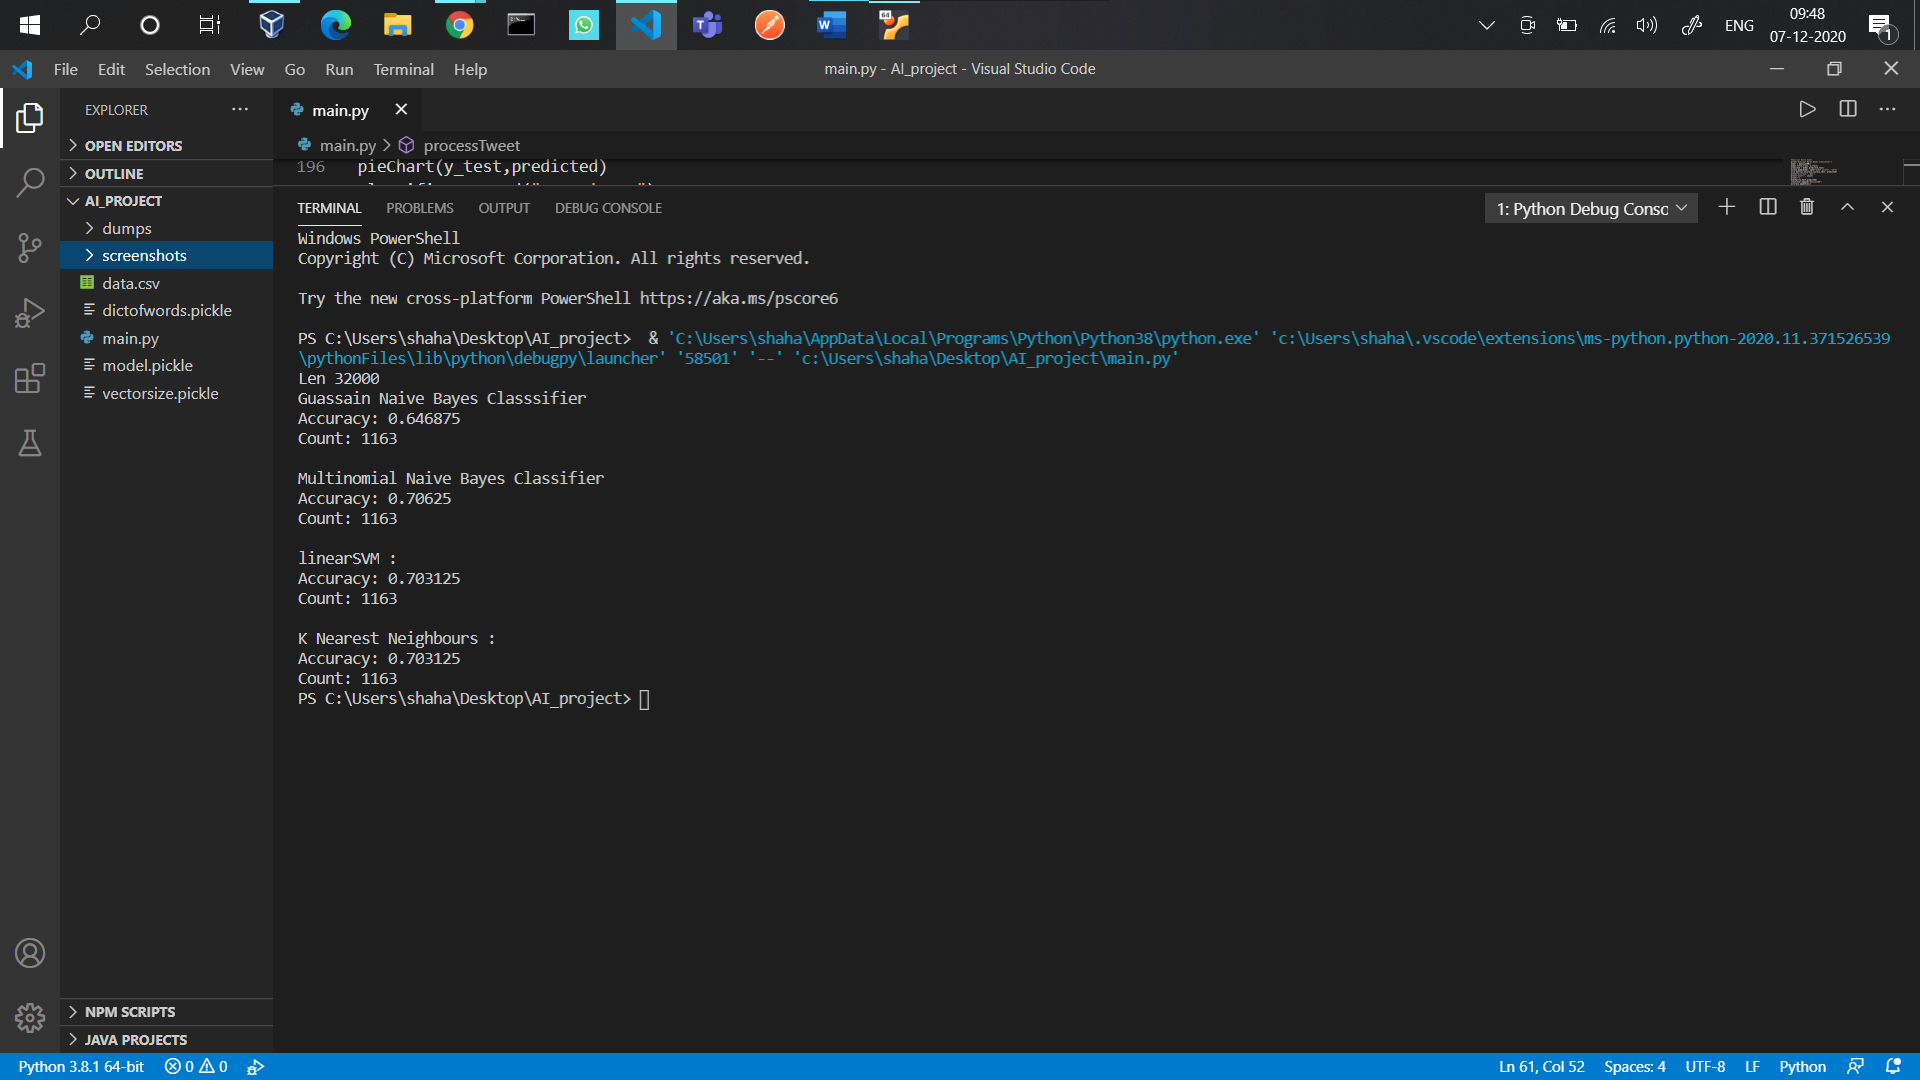 ENG
09:48
07-12-2020
1
64
File Edit Selection View Go Run Terminal Help
main.py - AI_project - Visual Studio Code
EXPLORER
OPEN EDITORS
OUTLINE
AI_PROJECT
dumps
screenshots
data.csv
dictofwords.pickle
main.py
model.pickle
vectorsize.pickle
NPM SCRIPTS
JAVA PROJECTS
main.py
main.py > processTweet
196 pieChart(y_test,predicted)
TERMINAL PROBLEMS OUTPUT DEBUG CONSOLE
1: Python Debug Consc
Windows PowerShell
Copyright (C) Microsoft Corporation. All rights reserved.
Try the new cross-platform PowerShell https://aka.ms/pscore6
PS C:\Users\shaha\Desktop\AI_project>  & 'C:\Users\shaha\AppData\Local\Programs\Python\Python38\python.exe' 'c:\Users\shaha\.vscode\extensions\ms-python.python-2020.11.371526539
\pythonFiles\lib\python\debugpy\launcher' '58501' '--' 'c:\Users\shaha\Desktop\AI_project\main.py'
Len 32000
Guassain Naive Bayes Classsifier
Accuracy: 0.646875
Count: 1163
Multinomial Naive Bayes Classifier
Accuracy: 0.70625
Count: 1163
linearSVM :
Accuracy: 0.703125
Count: 1163
K Nearest Neighbours :
Accuracy: 0.703125
Count: 1163
PS C:\Users\shaha\Desktop\AI_project>
Python 3.8.1 64-bit 0 0
Ln 61, Col 52 Spaces: 4 UTF-8 LF Python